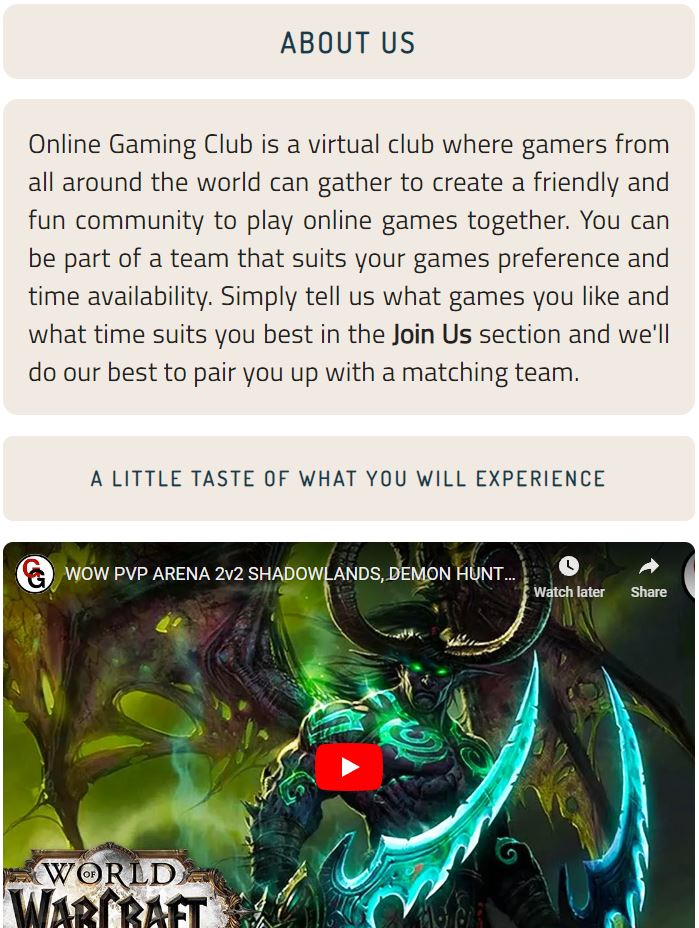 ABOUT US
Online Gaming Club is a virtual club where gamers from
all around the world can gather to create a friendly and
fun community to play online games together. You can
be part of a team that suits your games preference and
time availability. Simply tell us what games you like and
what time suits you best in the Join Us section and we'll
do our best to pair you up with a matching team.
A LITTLE TASTE OF WHAT YOU WILL EXPERIENCE
WOW PVP ARENA 2v2 SHADOWLANDS, DEMON HUNT...
Watch later
Share
WORLD
OF
WARCRAFT